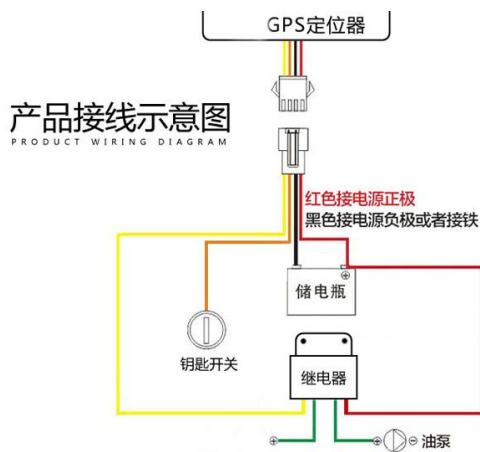 GPS定位器
产品接线示意图
PRODUCT WIRING DIAGRAM
红色接电源正极
黑色接电源负极或者接铁
储电瓶
钥匙开关
继电器
油泵